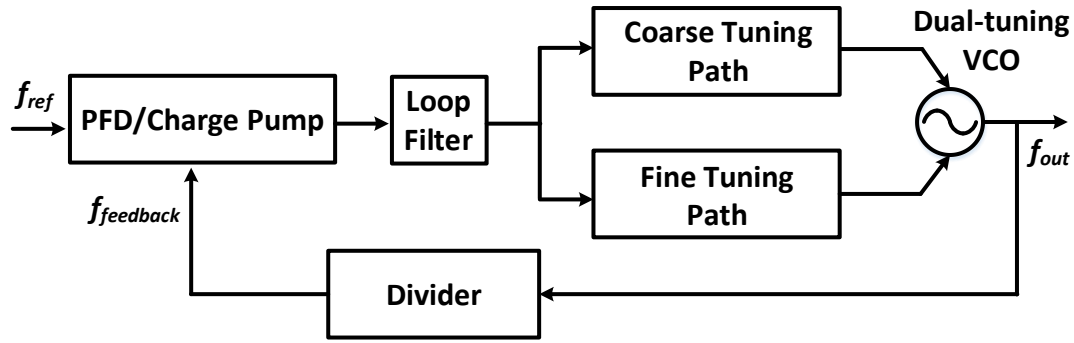 f_ref
PFD/Charge Pump
Loop
Filter
Coarse Tuning
Path
Fine Tuning
Path
Dual-tuning
VCO
f_out
f_feedback
Divider